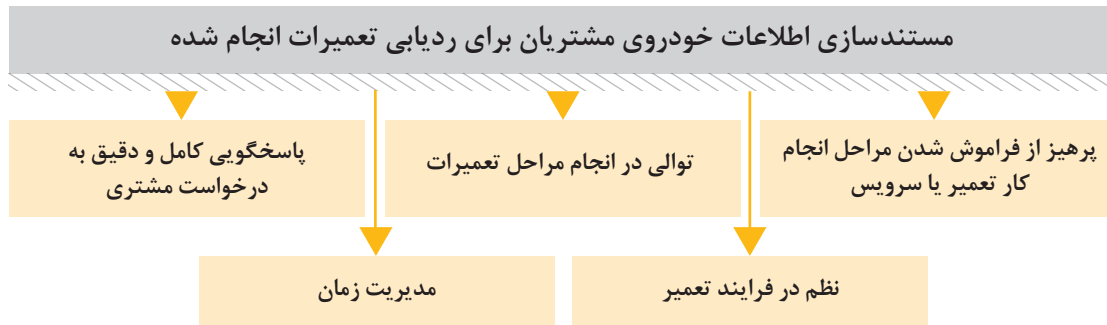 مستندسازی اطلاعات خودروی مشتریان برای ردیابی تعمیرات انجام شده
پرهیز از فراموش شدن مراحل انجام
کار تعمیر یا سرویس
توالی در انجام مراحل تعمیرات
پاسخگویی کامل و دقیق به
درخواست مشتری
نظم در فرایند تعمیر
مدیریت زمان